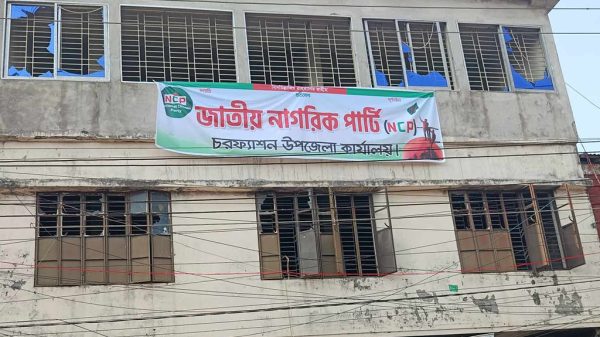 NCP
জাতীয় নাগরিক পার্টি (NCP)
চরফ্যাশন উপজেলা কার্যালয়।